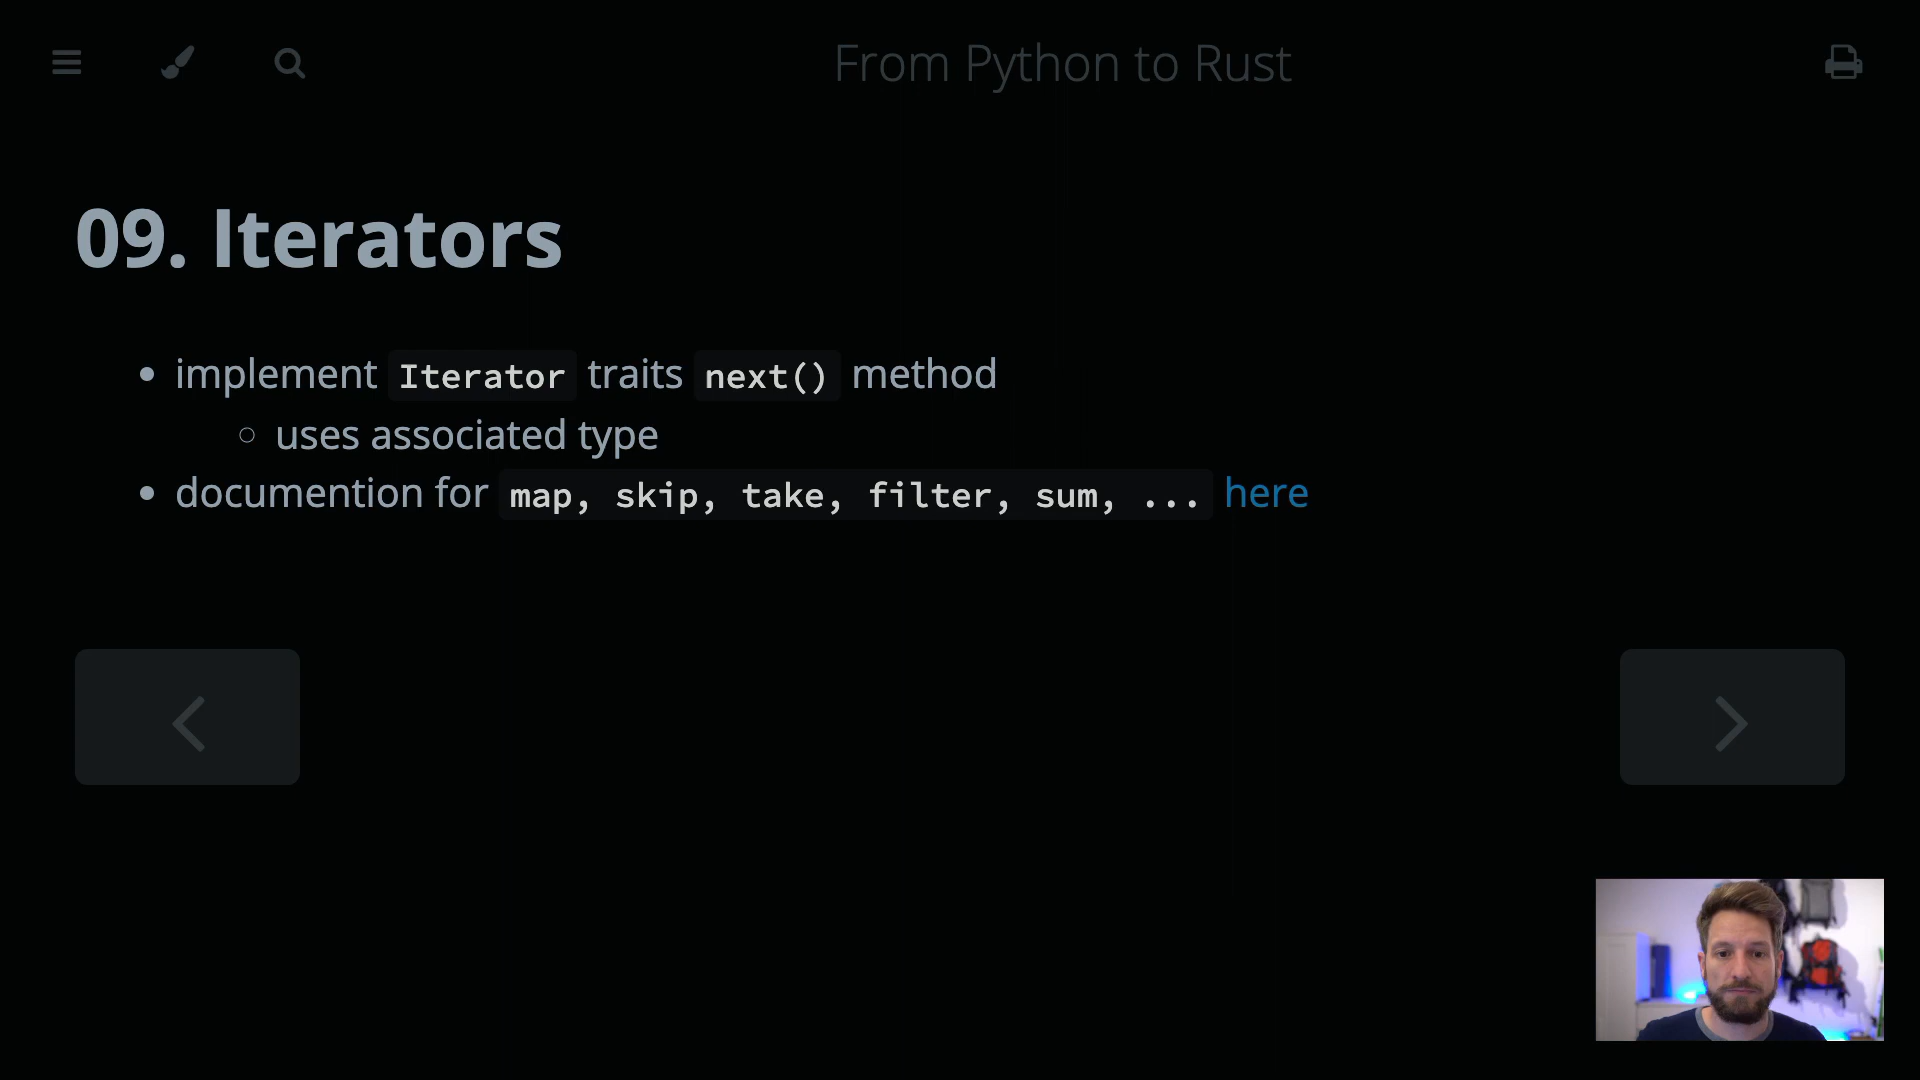 From Python to Rust
09. Iterators
implement Iterator traits next() method
uses associated type
documention for map, skip, take, filter, sum, ... here